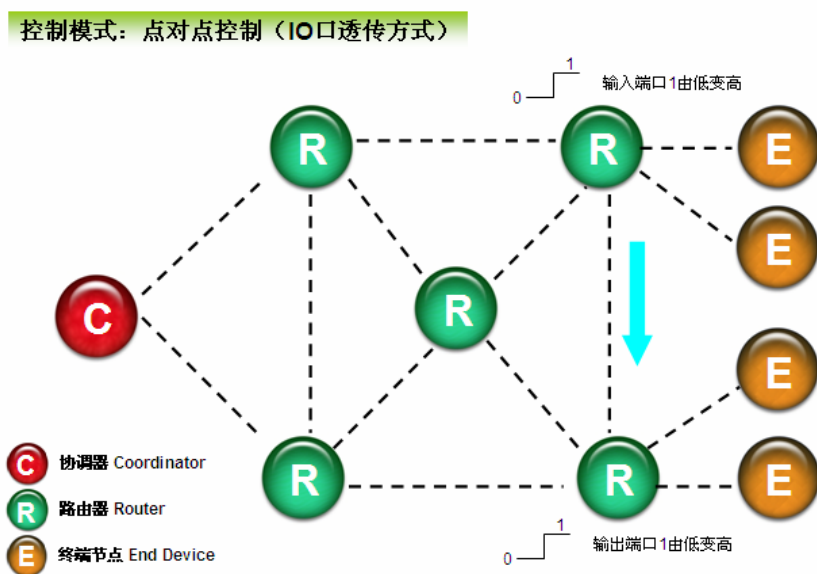 控制模式：点对点控制（IO口透传方式）
1
0
输入端口1由低变高
R
R
E
E
R
C
E
R
R
E
C 协调器 Coordinator
R 路由器 Router
E 终端节点 End Device
1
0
输出端口1由低变高